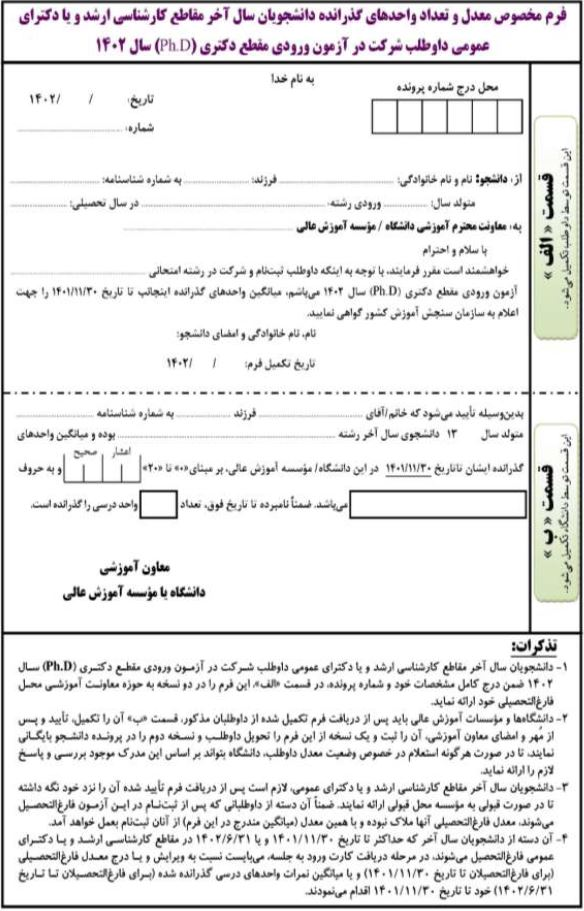 فرم مخصوص معدل و تعداد واحدهای گذرانده دانشجویان سال آخر مقاطع کارشناسی ارشد و یا دکترای
عمومی داوطلب شرکت در آزمون ورودی مقطع دکتری (Ph.D) سال ۱۴۰۲
به نام خدا
محل درج شماره پرونده
تاریخ: / /۱۴۰۲
شماره:
قسمت « الف »
این قسمت توسط داوطلب تکمیل می‌شود.
از: دانشجو: نام و نام خانوادگی: فرزند: به شماره شناسنامه:
متولد سال: ورودی رشته: در سال تحصیلی:
به: معاونت محترم آموزشی دانشگاه / مؤسسه آموزش عالی
با سلام و احترام
خواهشمند است مقرر فرمایند، با توجه به اینکه داوطلب ثبت‌نام و شرکت در رشته امتحانی
آزمون ورودی مقطع دکتری (Ph.D) سال ۱۴۰۲ می‌باشم، میانگین واحدهای گذرانده اینجانب تا تاریخ ۱۴۰۱/۱۱/۳۰ را جهت
اعلام به سازمان سنجش آموزش کشور گواهی نمایید.
نام، نام خانوادگی و امضای دانشجو:
تاریخ تکمیل فرم: / /۱۴۰۲
قسمت « ب »
این قسمت توسط دانشگاه تکمیل می‌شود.
بدین‌وسیله تأیید می‌شود که خانم/آقای فرزند به شماره شناسنامه
متولد سال ۱۳ دانشجوی سال آخر رشته بوده و میانگین واحدهای
اعشار صحیح
گذرانده ایشان تاتاریخ ۱۴۰۱/۱۱/۳۰ در این دانشگاه/ مؤسسه آموزش عالی، بر مبنای «۰» تا «۲۰» و به حروف
می‌باشد. ضمناً نامبرده تا تاریخ فوق، تعداد واحد درسی را گذرانده است.
معاون آموزشی
دانشگاه یا مؤسسه آموزش عالی
تذکرات:
۱- دانشجویان سال آخر مقاطع کارشناسی ارشد و یا دکترای عمومی داوطلب شرکت در آزمون ورودی مقطع دکتری (Ph.D) سال
۱۴۰۲ ضمن درج کامل مشخصات خود و شماره پرونده، در قسمت «الف»، این فرم را در دو نسخه به حوزه معاونت آموزشی محل
فارغ‌التحصیلی خود ارائه نماید.
۲- دانشگاه‌ها و مؤسسات آموزش عالی باید پس از دریافت فرم تکمیل شده از داوطلبان مذکور، قسمت «ب» آن را تکمیل، تأیید و پس
از مُهر و امضای معاون آموزشی، آن را ثبت و یک نسخه از این فرم را تحویل داوطلب و نسخه دوم را در پرونده دانشجو بایگانی
نمایند، تا در صورت هرگونه استعلام در خصوص وضعیت معدل داوطلب، دانشگاه بتواند بر اساس این مدرک موجود بررسی و پاسخ
لازم را ارائه نماید.
۳- دانشجویان سال آخر مقاطع کارشناسی ارشد و یا دکترای عمومی، لازم است پس از دریافت فرم تأیید شده آن را نزد خود نگه داشته
تا در صورت قبولی به مؤسسه محل قبولی ارائه نمایند. ضمناً آن دسته از داوطلبانی که پس از ثبت‌نام در این آزمون فارغ‌التحصیل
می‌شوند، معدل فارغ‌التحصیلی آنها ملاک نبوده و با همین معدل (میانگین مندرج در این فرم) از آنان ثبت‌نام بعمل خواهد آمد.
۴- آن دسته از دانشجویان سال آخر که حداکثر تا تاریخ ۱۴۰۱/۱۱/۳۰ و یا ۱۴۰۲/۶/۳۱ در مقاطع کارشناسی ارشد و یا دکترای
عمومی فارغ‌التحصیل می‌شوند، در مرحله دریافت کارت ورود به جلسه، می‌بایست نسبت به ویرایش و یا درج معدل فارغ‌التحصیلی
(برای فارغ‌التحصیلان تا تاریخ ۱۴۰۱/۱۱/۳۰) و یا میانگین نمرات واحدهای درسی گذرانده شده (برای فارغ‌التحصیلان تا تاریخ
۱۴۰۲/۶/۳۱) خود تا تاریخ ۱۴۰۱/۱۱/۳۰ اقدام می‌نمودند.